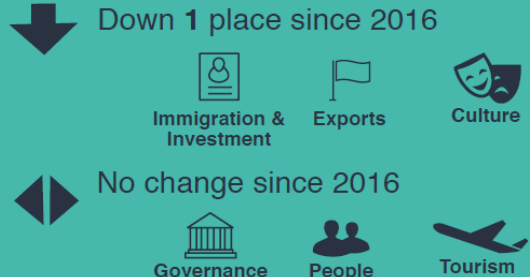 Down 1 place since 2016
Immigration &
Investment
Exports
Culture
No change since 2016
Governance
People
Tourism